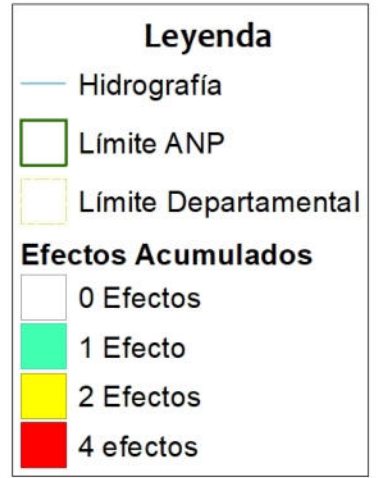 Leyenda
Hidrografía
Límite ANP
Límite Departamental
Efectos Acumulados
0 Efectos
1 Efecto
2 Efectos
4 efectos